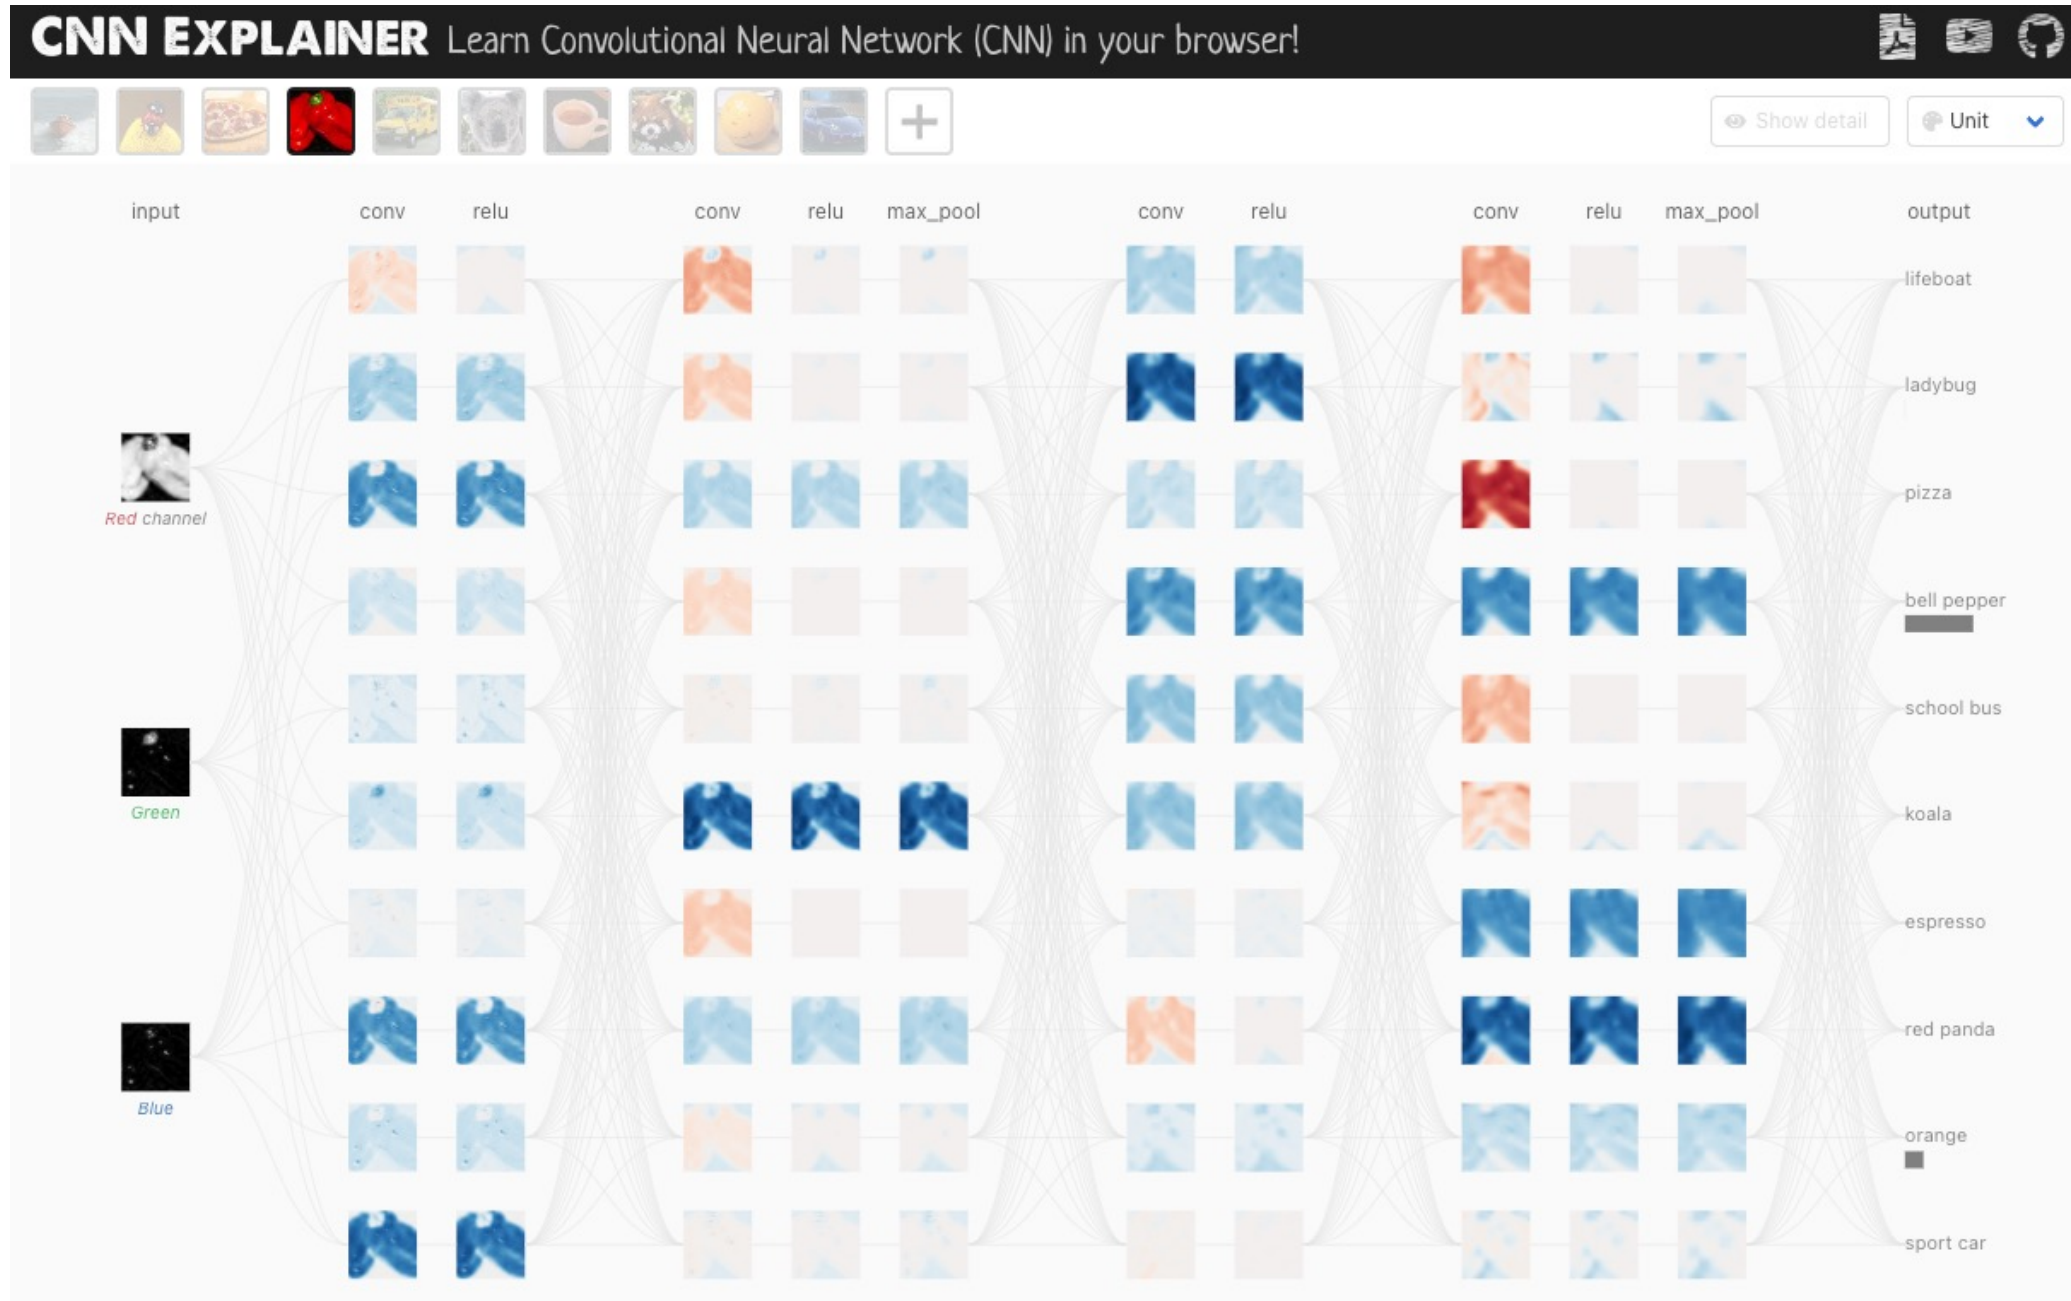 CNN EXPLAINER Learn Convolutional Neural Network (CNN) in your browser!
Show detail
Unit
input conv relu conv relu max_pool conv relu conv relu max_pool output
lifeboat
ladybug
Red channel
pizza
bell pepper
school bus
Green
koala
espresso
red panda
Blue
orange
sport car